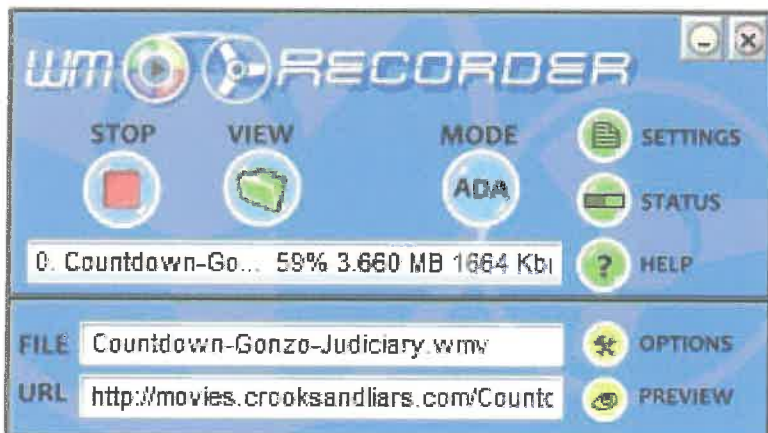 WM RECORDER
STOP VIEW MODE SETTINGS
ADA
STATUS
0. Countdown-Go... 59% 3.660 MB 1664 Kb
HELP
FILE Countdown-Gonzo-Judiciary.wmv OPTIONS
URL http://movies.crooksandliars.com/Countc PREVIEW